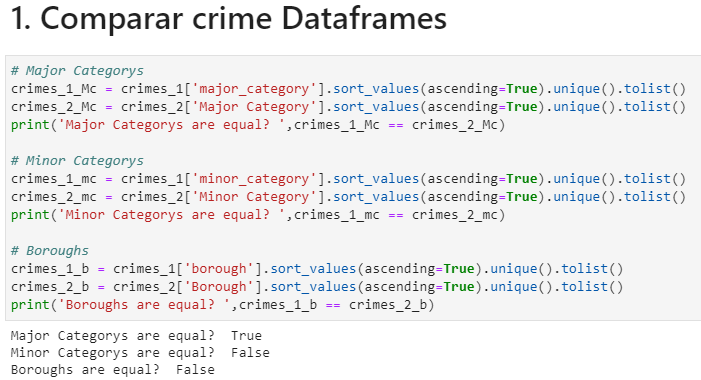 1. Comparar crime Dataframes
# Major Categorys
crimes_1_Mc = crimes_1['major_category'].sort_values(ascending=True).unique().tolist()
crimes_2_Mc = crimes_2['Major Category'].sort_values(ascending=True).unique().tolist()
print('Major Categorys are equal? ',crimes_1_Mc == crimes_2_Mc)
# Minor Categorys
crimes_1_mc = crimes_1['minor_category'].sort_values(ascending=True).unique().tolist()
crimes_2_mc = crimes_2['Minor Category'].sort_values(ascending=True).unique().tolist()
print('Minor Categorys are equal? ',crimes_1_mc == crimes_2_mc)
# Boroughs
crimes_1_b = crimes_1['borough'].sort_values(ascending=True).unique().tolist()
crimes_2_b = crimes_2['Borough'].sort_values(ascending=True).unique().tolist()
print('Boroughs are equal? ',crimes_1_b == crimes_2_b)
Major Categorys are equal?  True
Minor Categorys are equal?  False
Boroughs are equal?  False